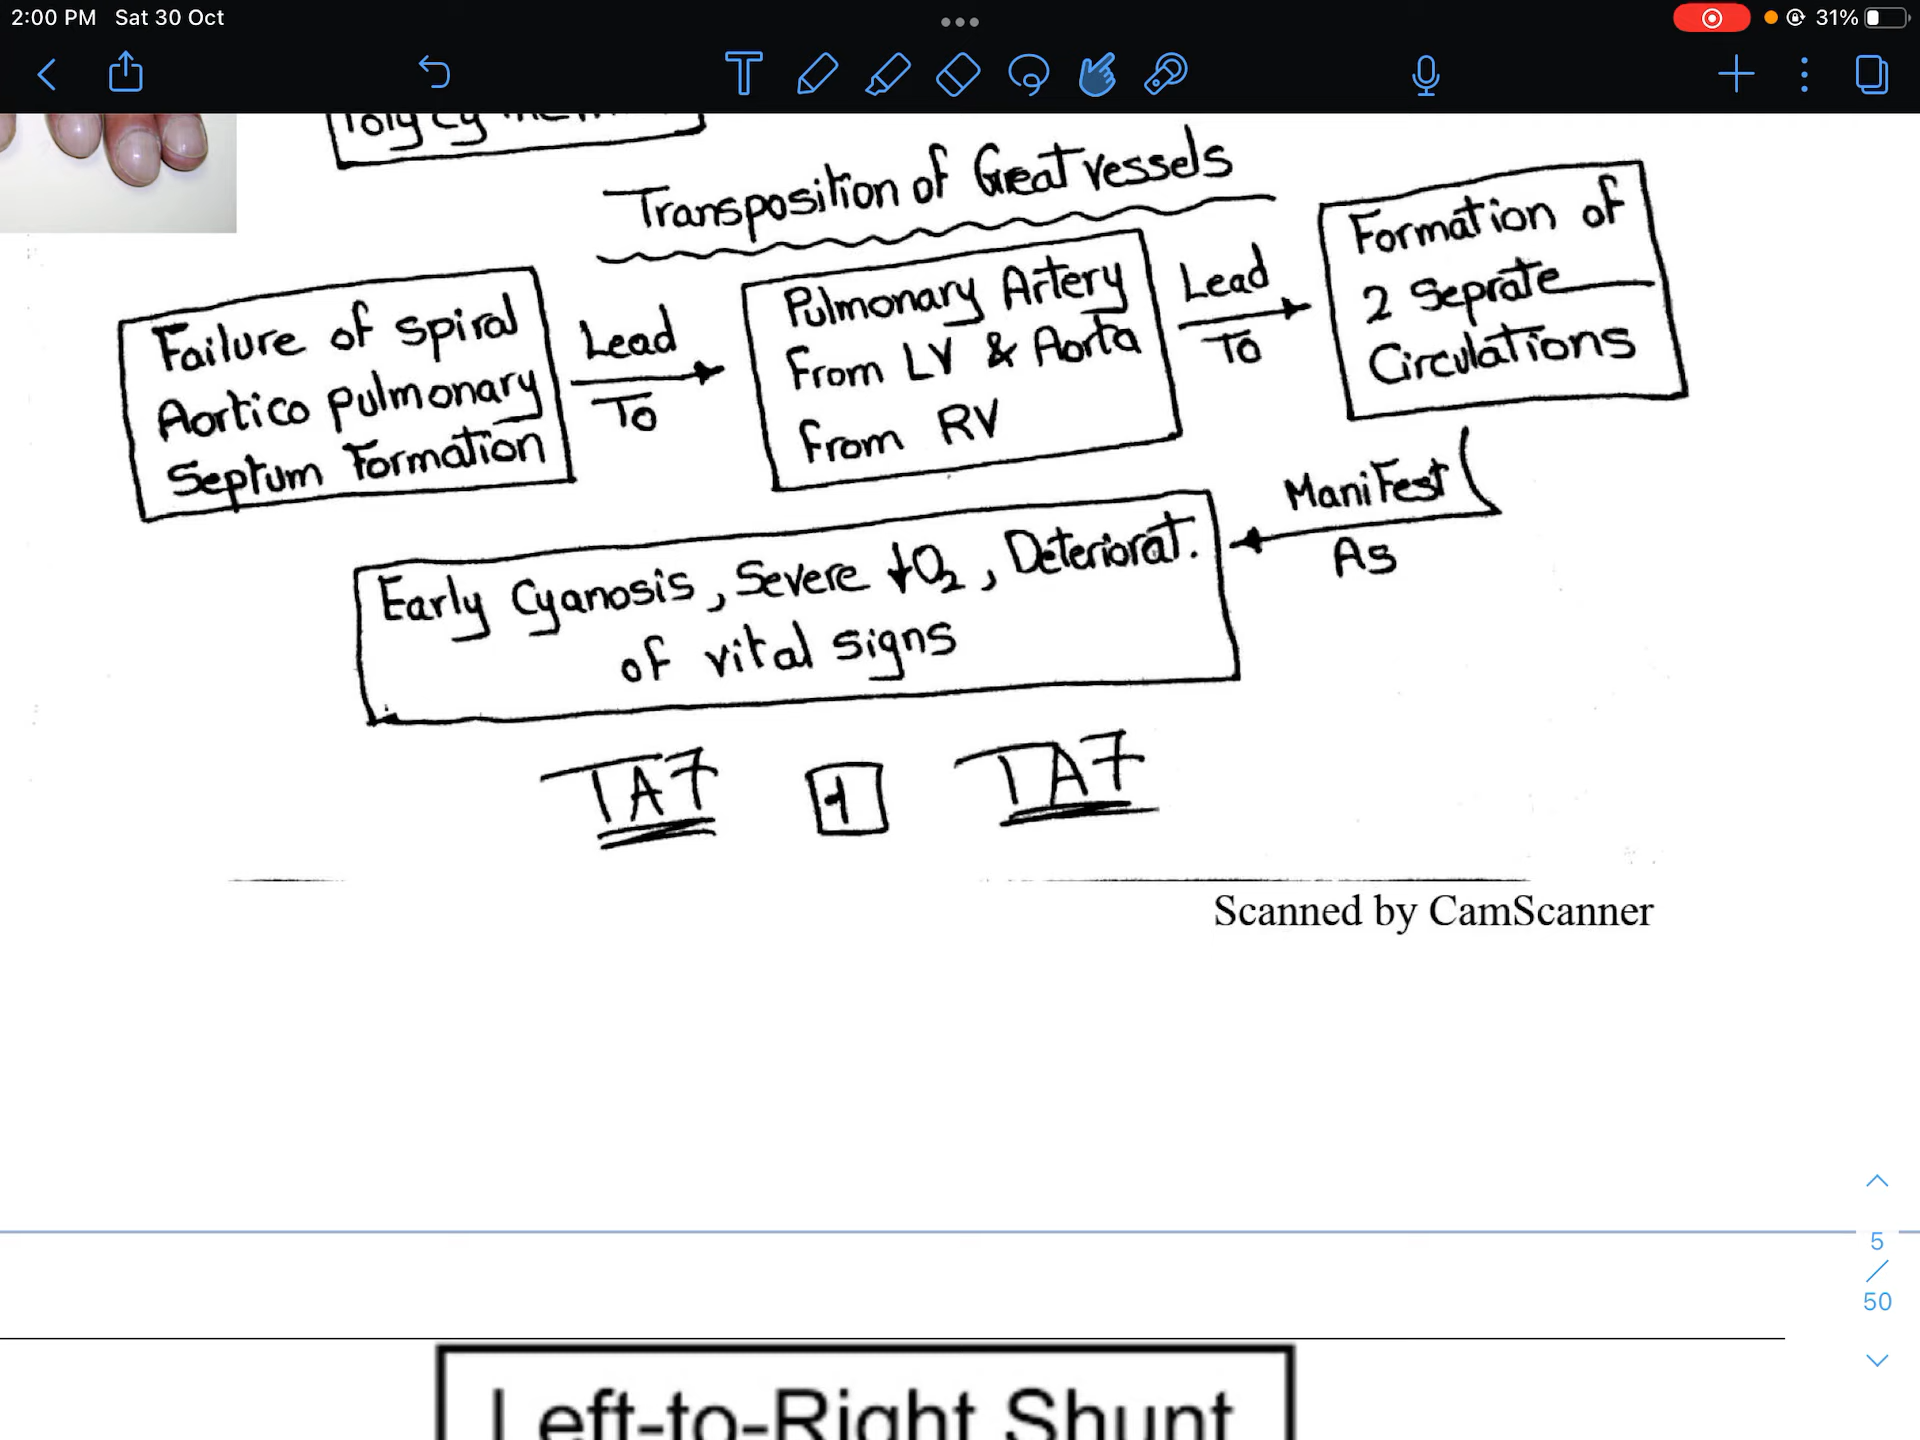 2:00 PM Sat 30 Oct
31%
Transposition of Great vessels
Failure of spiral
Aortico pulmonary
Septum Formation
Lead
To
Pulmonary Artery
From LV & Aorta
From RV
Lead
To
Formation of
2 Seprate
Circulations
Manifest
As
Early Cyanosis, Severe ↓O₂, Deteriorat.
of vital signs
TA7 TA7
Scanned by CamScanner
5
/
50
Left-to-Right Shunt